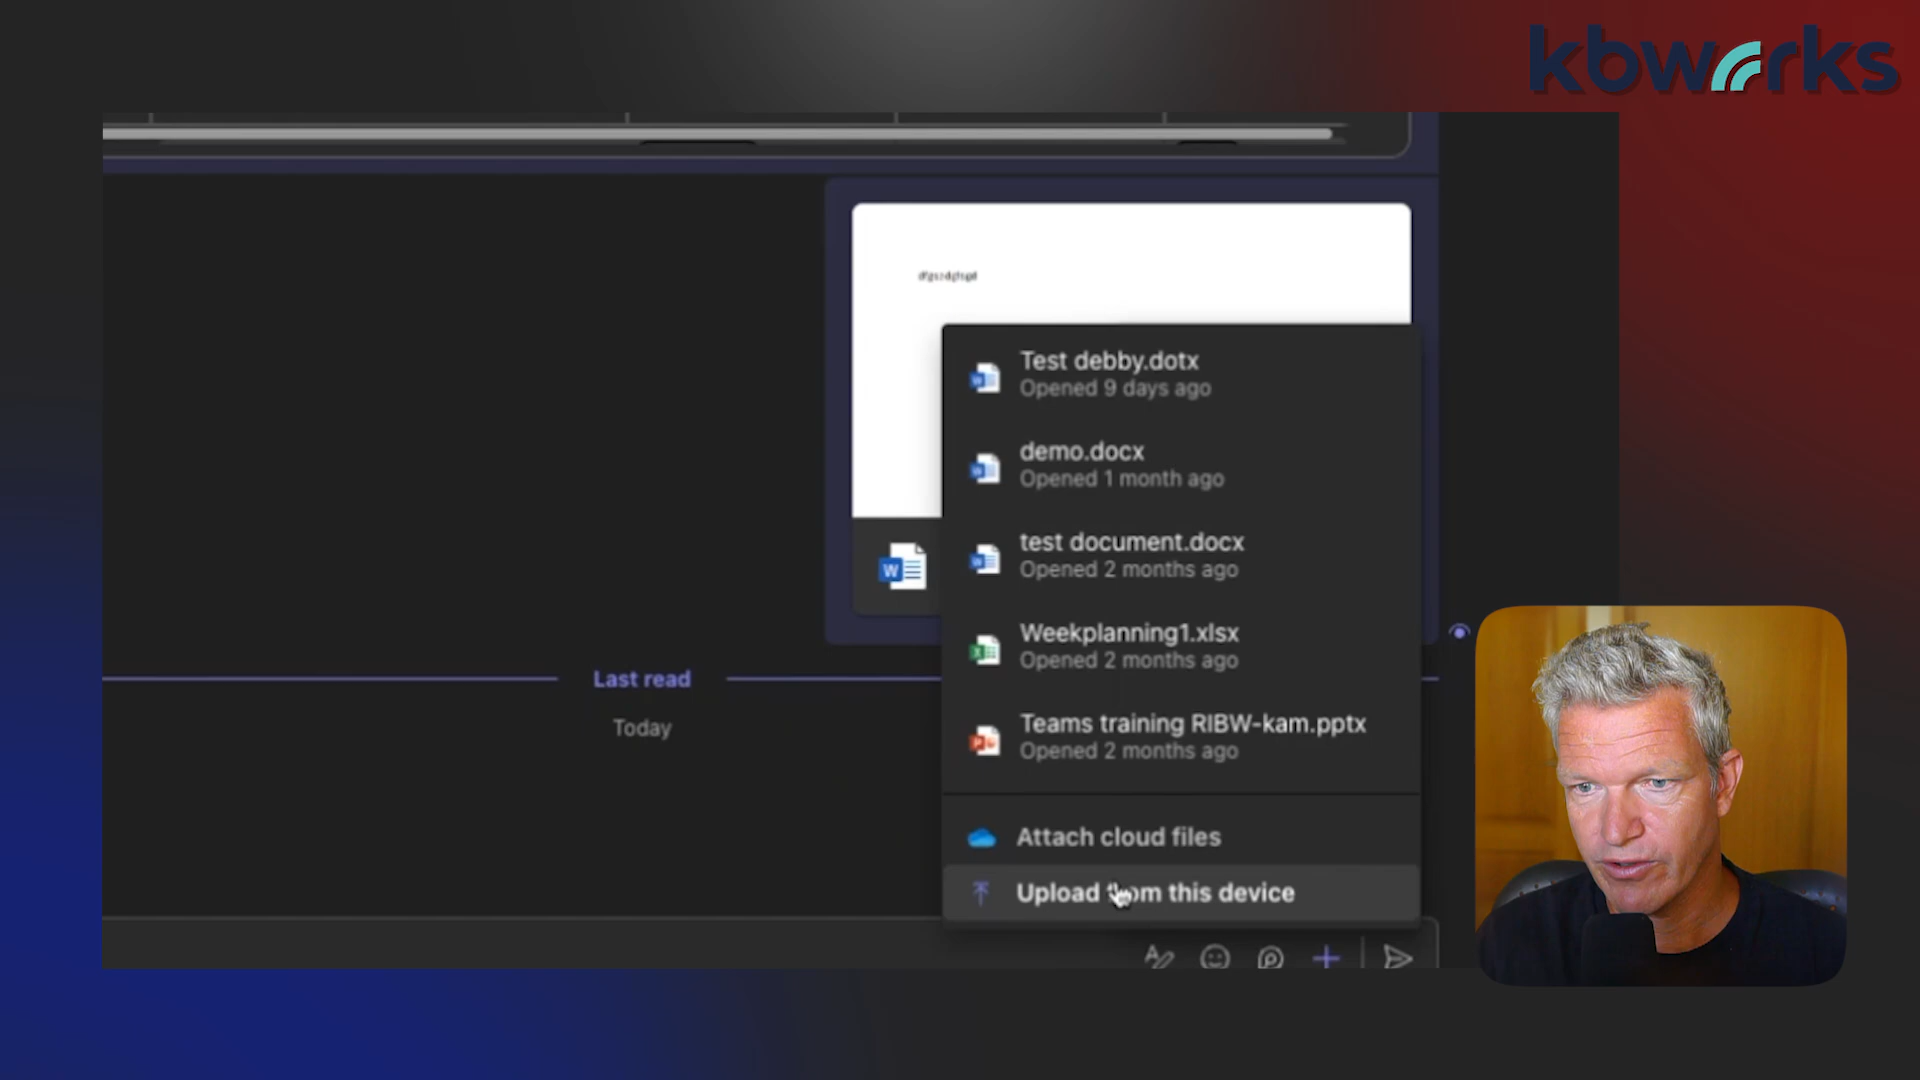 kbworks
Test debby.dotx
Opened 9 days ago
demo.docx
Opened 1 month ago
test document.docx
Opened 2 months ago
Weekplanning1.xlsx
Opened 2 months ago
Last read
Today
Teams training RIBW-kam.pptx
Opened 2 months ago
Attach cloud files
Upload from this device